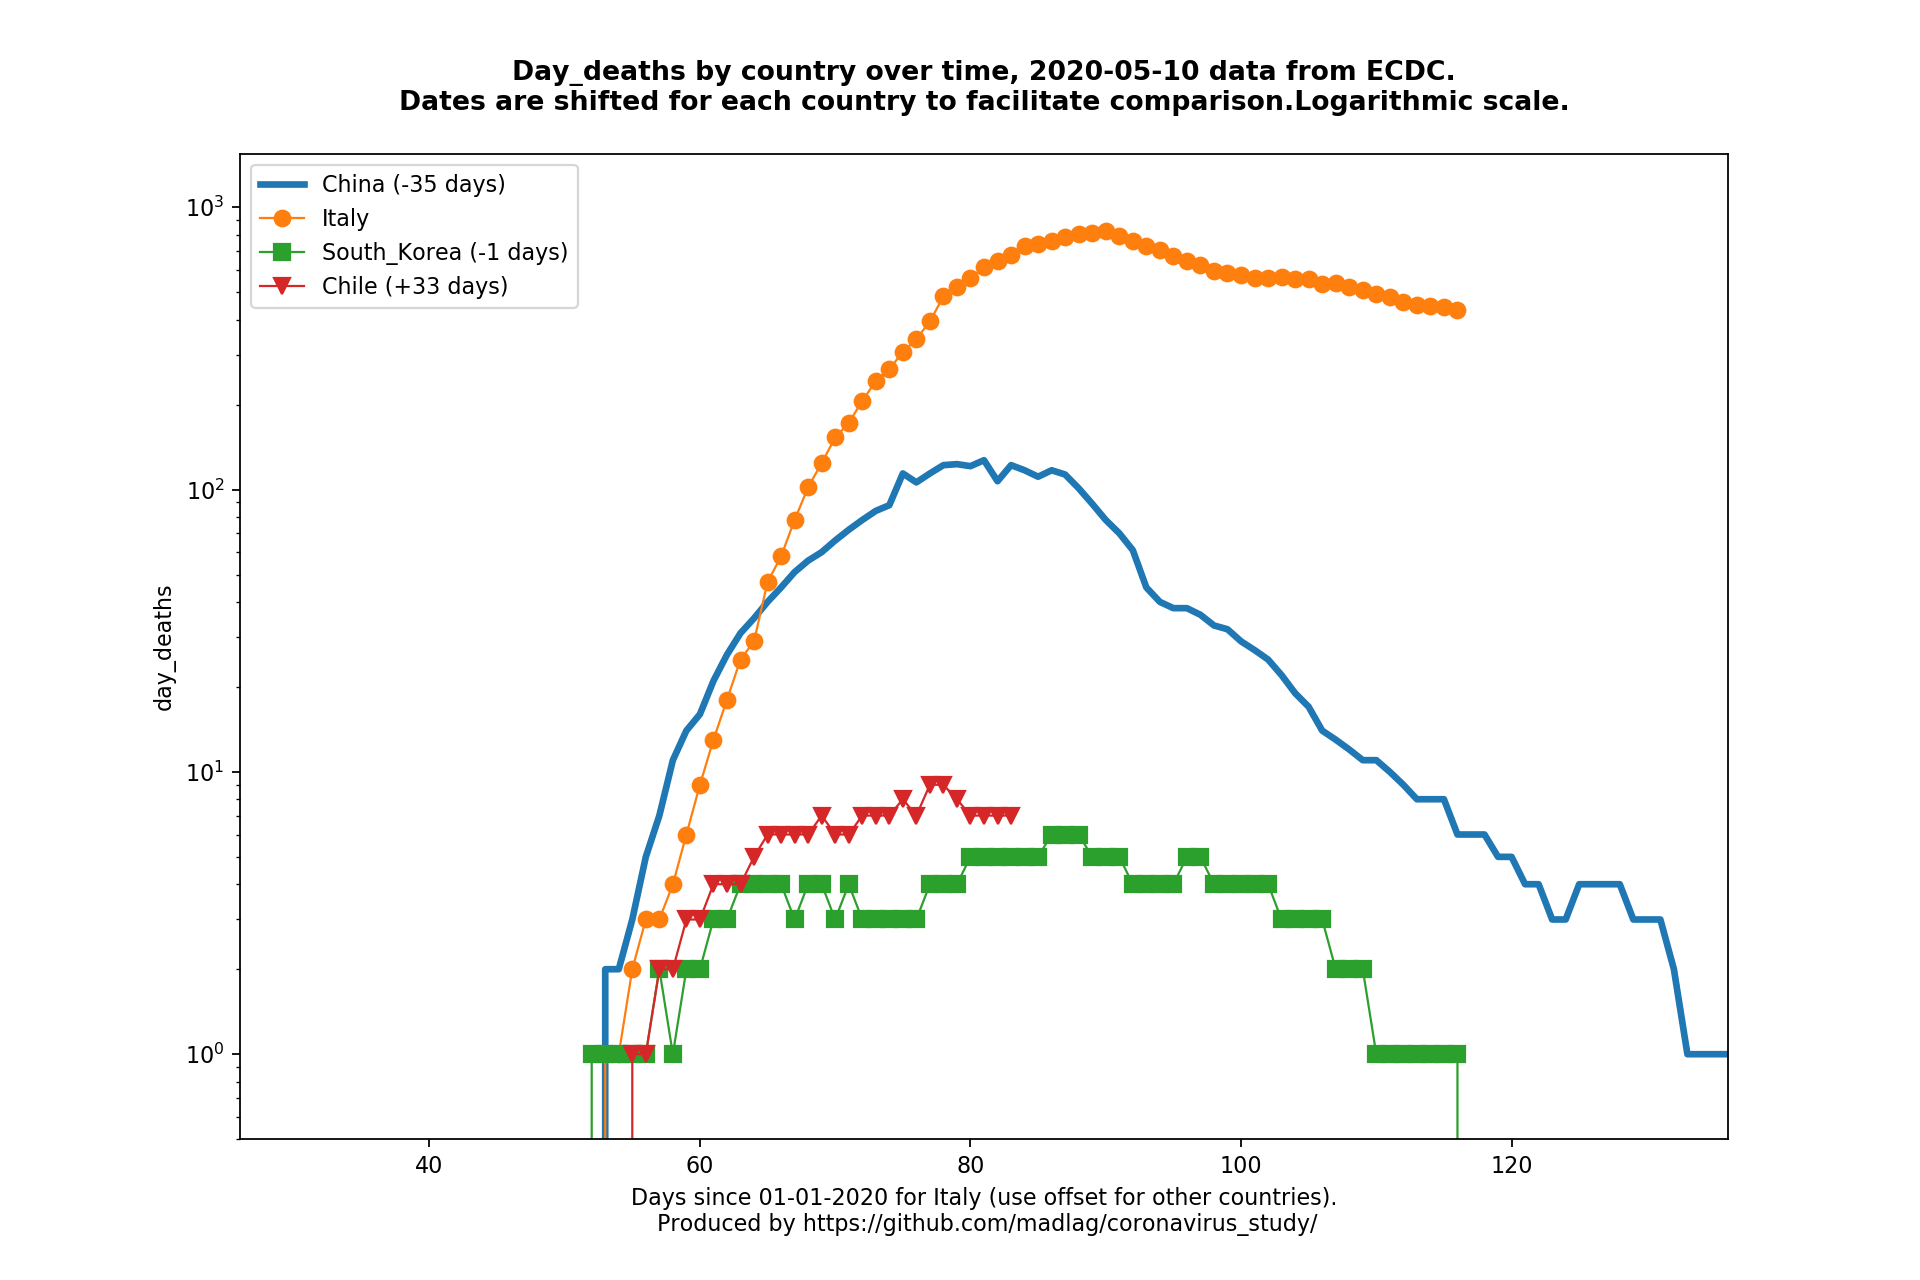 Day_deaths by country over time, 2020-05-10 data from ECDC.
Dates are shifted for each country to facilitate comparison.Logarithmic scale.
China (-35 days)
Italy
South_Korea (-1 days)
Chile (+33 days)
10³
10²
10¹
10⁰
day_deaths
40 60 80 100 120
Days since 01-01-2020 for Italy (use offset for other countries).
Produced by https://github.com/madlag/coronavirus_study/